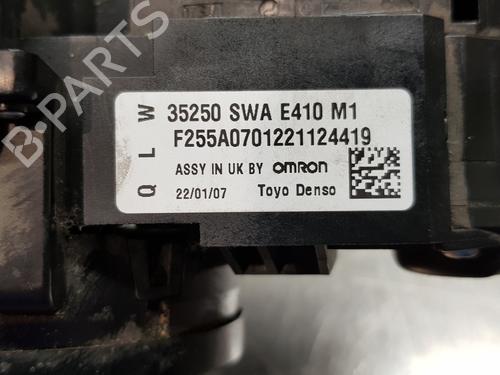 35250 SWA E410 M1
F255A0701221124419
ASSY IN UK BY OMRON
22/01/07 Toyo Denso
Q L W
B-PARTS